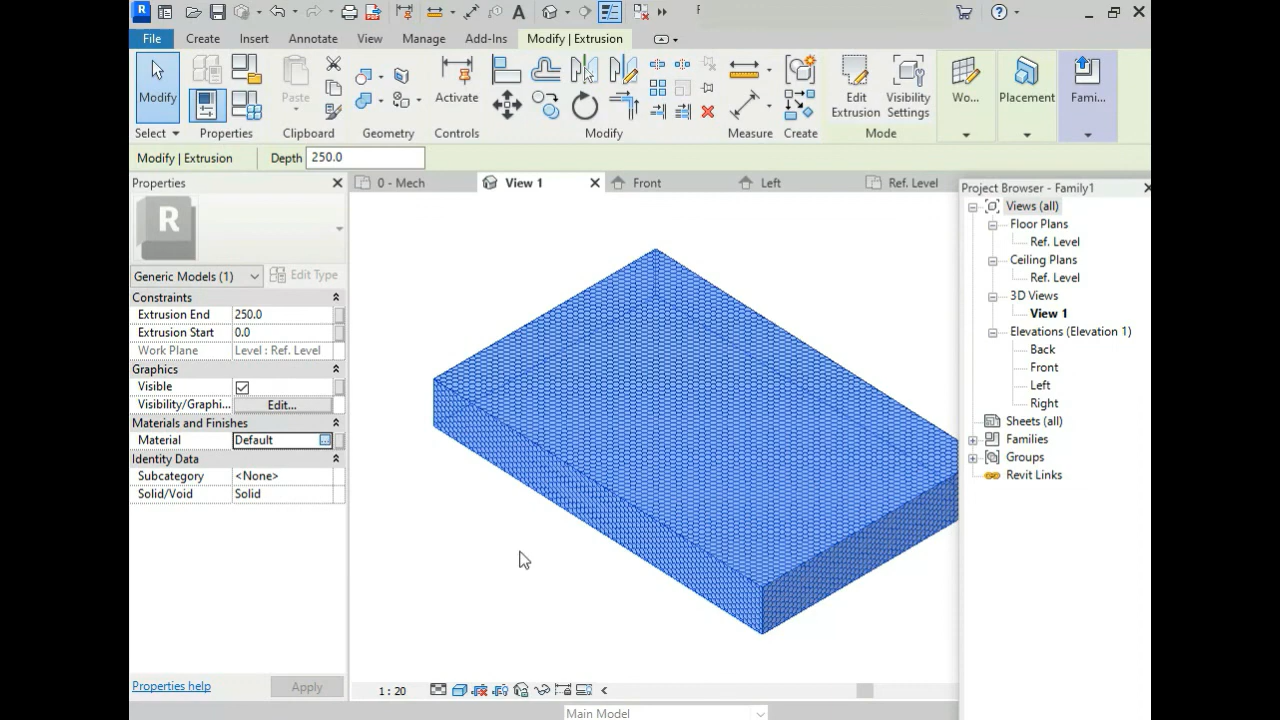 File Create Insert Annotate View Manage Add-Ins Modify | Extrusion
Modify
Select
Properties
Paste
Clipboard
Geometry
Activate
Controls
Modify
Measure
Create
Edit Extrusion
Visibility Settings
Mode
Wo...
Placement
Fami...
Modify | Extrusion Depth 250.0
Properties
R
Generic Models (1) Edit Type
Constraints
Extrusion End 250.0
Extrusion Start 0.0
Work Plane Level : Ref. Level
Graphics
Visible
Visibility/Graphi... Edit...
Materials and Finishes
Material Default
Identity Data
Subcategory <None>
Solid/Void Solid
Properties help Apply
0 - Mech View 1 Front Left Ref. Level
1 : 20
Main Model
Project Browser - Family1
Views (all)
Floor Plans
Ref. Level
Ceiling Plans
Ref. Level
3D Views
View 1
Elevations (Elevation 1)
Back
Front
Left
Right
Sheets (all)
Families
Groups
Revit Links